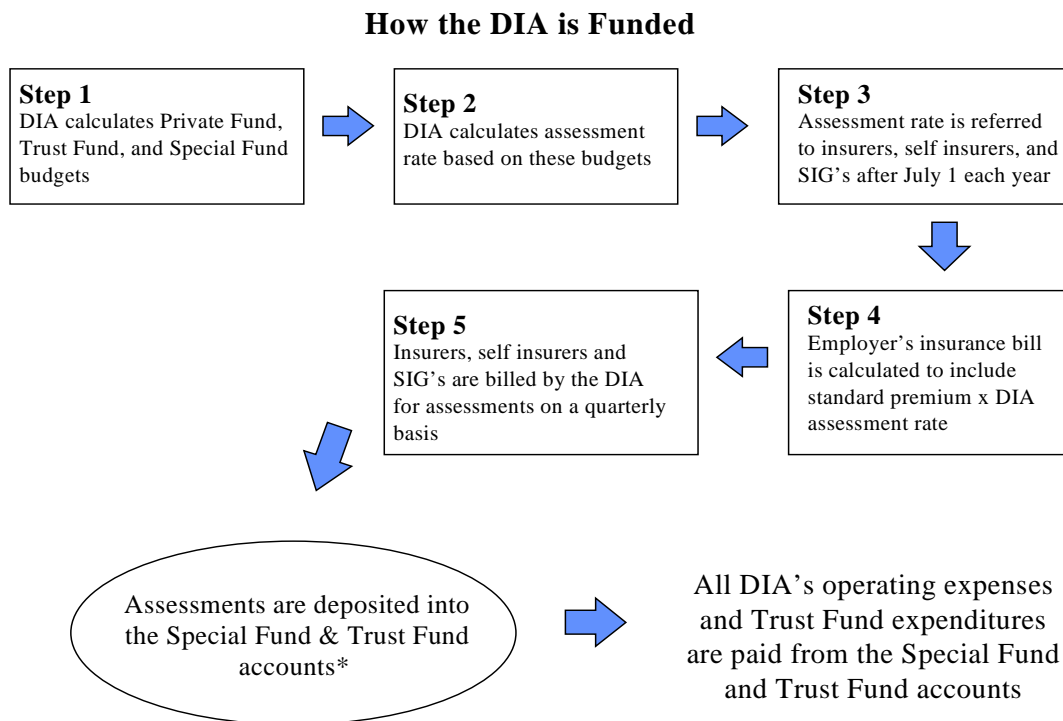 How the DIA is Funded
Step 1
DIA calculates Private Fund,
Trust Fund, and Special Fund
budgets
Step 2
DIA calculates assessment
rate based on these budgets
Step 3
Assessment rate is referred
to insurers, self insurers, and
SIG’s after July 1 each year
Step 4
Employer’s insurance bill
is calculated to include
standard premium x DIA
assessment rate
Step 5
Insurers, self insurers and
SIG’s are billed by the DIA
for assessments on a quarterly
basis
Assessments are deposited into
the Special Fund & Trust Fund
accounts*
All DIA’s operating expenses
and Trust Fund expenditures
are paid from the Special Fund
and Trust Fund accounts